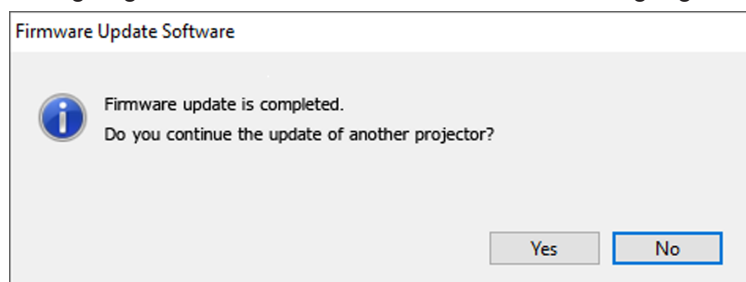 Firmware Update Software
Firmware update is completed.
Do you continue the update of another projector?
Yes No